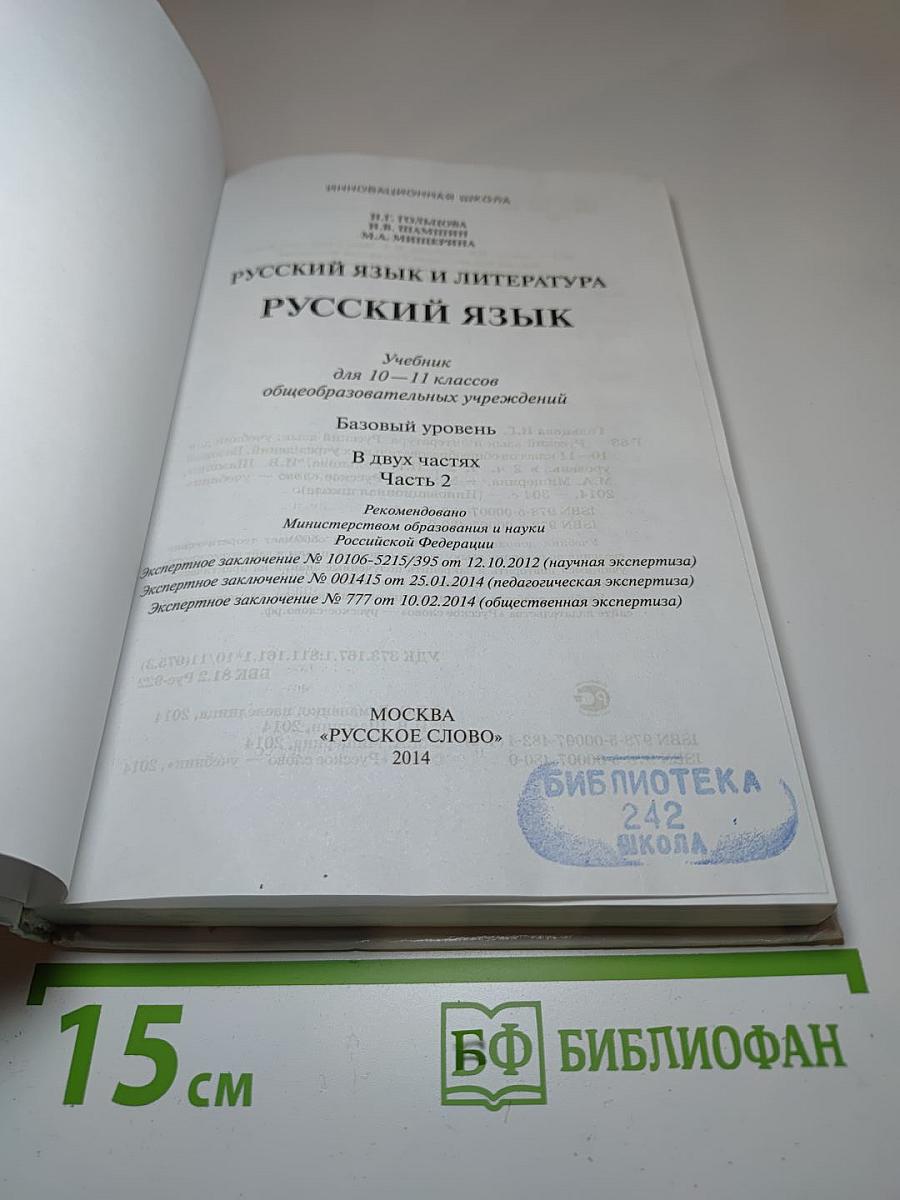 ИННОВАЦИОННАЯ ШКОЛА
Н.Г. ГОЛЬЦОВА
И.В. ШАМШИН
М.А. МИЩЕРИНА
РУССКИЙ ЯЗЫК И ЛИТЕРАТУРА
РУССКИЙ ЯЗЫК
Учебник
для 10—11 классов
общеобразовательных учреждений
Базовый уровень
В двух частях
Часть 2
Рекомендовано
Министерством образования и науки
Российской Федерации
Экспертное заключение № 10106-5215/395 от 12.10.2012 (научная экспертиза)
Экспертное заключение № 001415 от 25.01.2014 (педагогическая экспертиза)
Экспертное заключение № 777 от 10.02.2014 (общественная экспертиза)
МОСКВА
«РУССКОЕ СЛОВО»
2014
БИБЛИОТЕКА
242
ШКОЛА
15 см
БФ БИБЛИОФАН